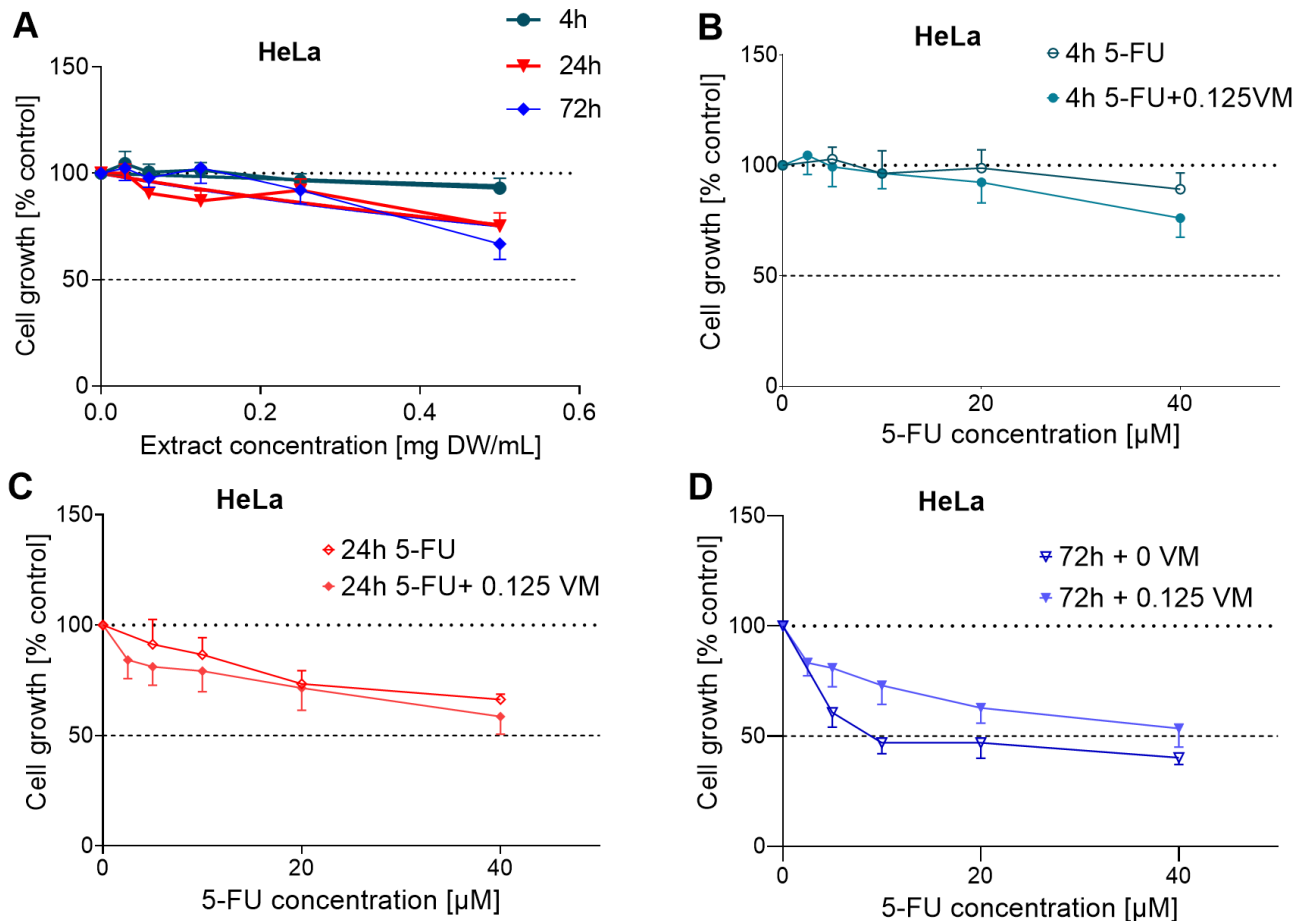 A
HeLa
4h
24h
72h
Cell growth [% control]
150
100
50
0
0.0
0.2
0.4
0.6
Extract concentration [mg DW/mL]
B
HeLa
4h 5-FU
4h 5-FU+0.125VM
Cell growth [% control]
150
100
50
0
0
20
40
5-FU concentration [µM]
C
HeLa
24h 5-FU
24h 5-FU+ 0.125 VM
Cell growth [% control]
150
100
50
0
0
20
40
5-FU concentration [µM]
D
HeLa
72h + 0 VM
72h + 0.125 VM
Cell growth [% control]
150
100
50
0
0
20
40
5-FU concentration [µM]